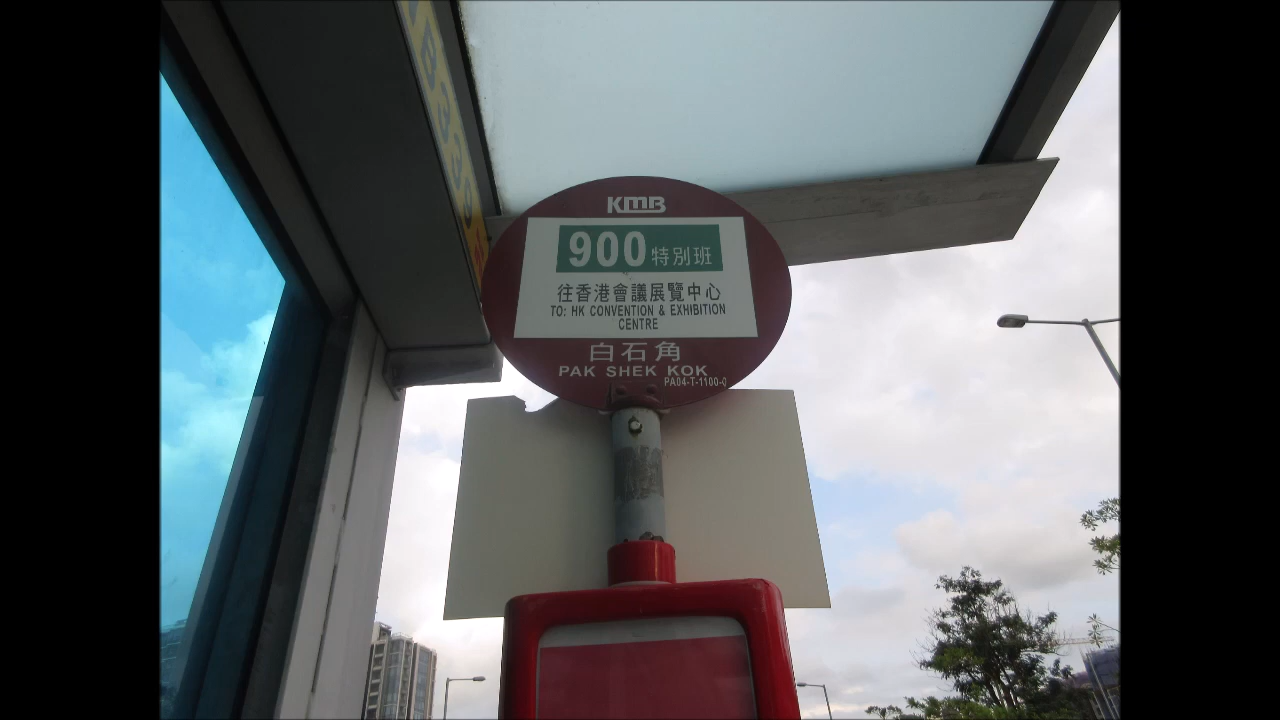 KMB
900 特別班
往香港會議展覽中心
TO: HK CONVENTION & EXHIBITION
CENTRE
白石角
PAK SHEK KOK
PA04-T-1100-0